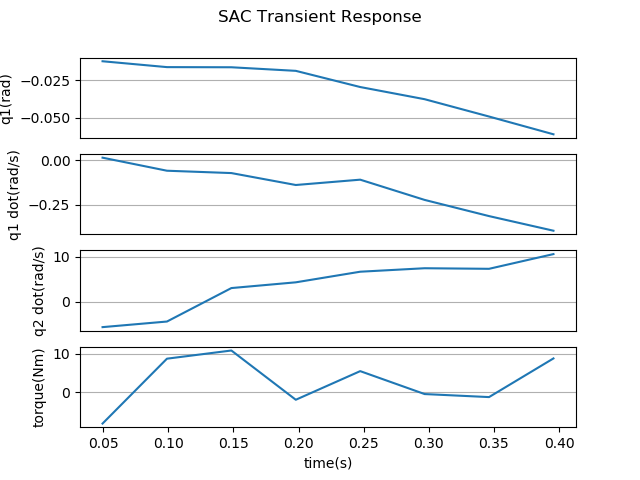 SAC Transient Response
q1(rad)
−0.025
−0.050
q1 dot(rad/s)
0.00
−0.25
q2 dot(rad/s)
10
0
torque(Nm)
10
0
0.05 0.10 0.15 0.20 0.25 0.30 0.35 0.40
time(s)